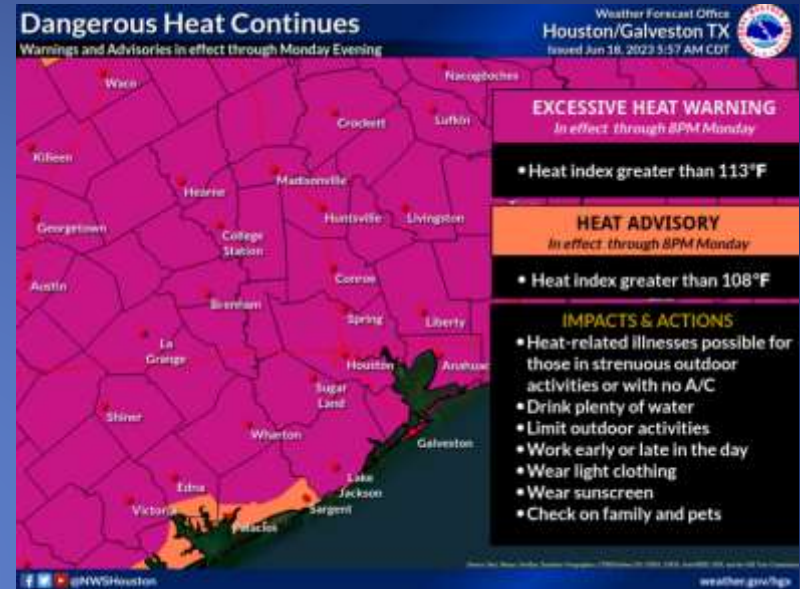 Dangerous Heat Continues
Warnings and Advisories in effect through Monday Evening
Weather Forecast Office
Houston/Galveston TX
Issued Jun 18, 2023 5:57 AM CDT
Waco
Nacogdoches
Crockett
Lufkin
Killeen
Hearne
Madisonville
Georgetown
Huntsville
Livingston
College
Station
Austin
Conroe
Brenham
Spring
Liberty
La
Grange
Houston
Anahuac
Sugar
Land
Shiner
Wharton
Galveston
Edna
Lake
Jackson
Victoria
Sargent
Palacios
EXCESSIVE HEAT WARNING
In effect through 8PM Monday
• Heat index greater than 113°F
HEAT ADVISORY
In effect through 8PM Monday
• Heat index greater than 108°F
IMPACTS & ACTIONS
• Heat-related illnesses possible for
those in strenuous outdoor
activities or with no A/C
• Drink plenty of water
• Limit outdoor activities
• Work early or late in the day
• Wear light clothing
• Wear sunscreen
• Check on family and pets
@NWSHouston
weather.gov/hgx